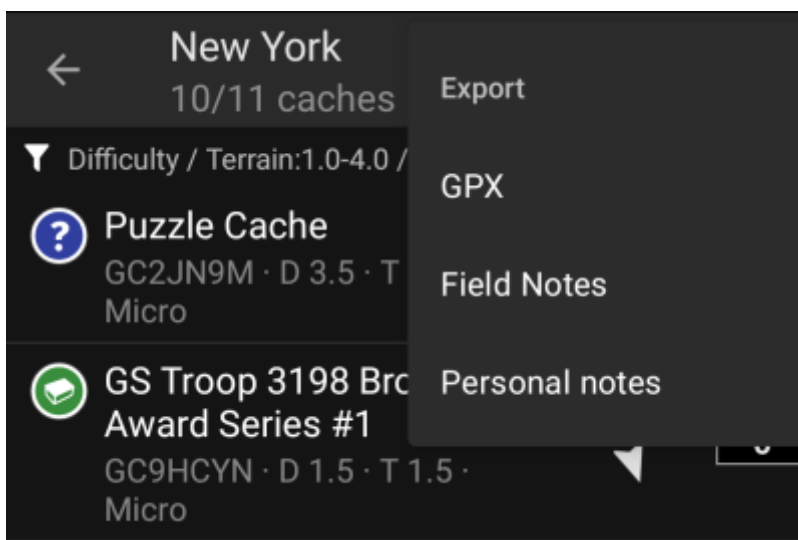 New York
10/11 caches
Difficulty / Terrain:1.0-4.0 /
Puzzle Cache
GC2JN9M · D 3.5 · T
Micro
GS Troop 3198 Bro
Award Series #1
GC9HCYN · D 1.5 · T 1.5 ·
Micro
Export
GPX
Field Notes
Personal notes